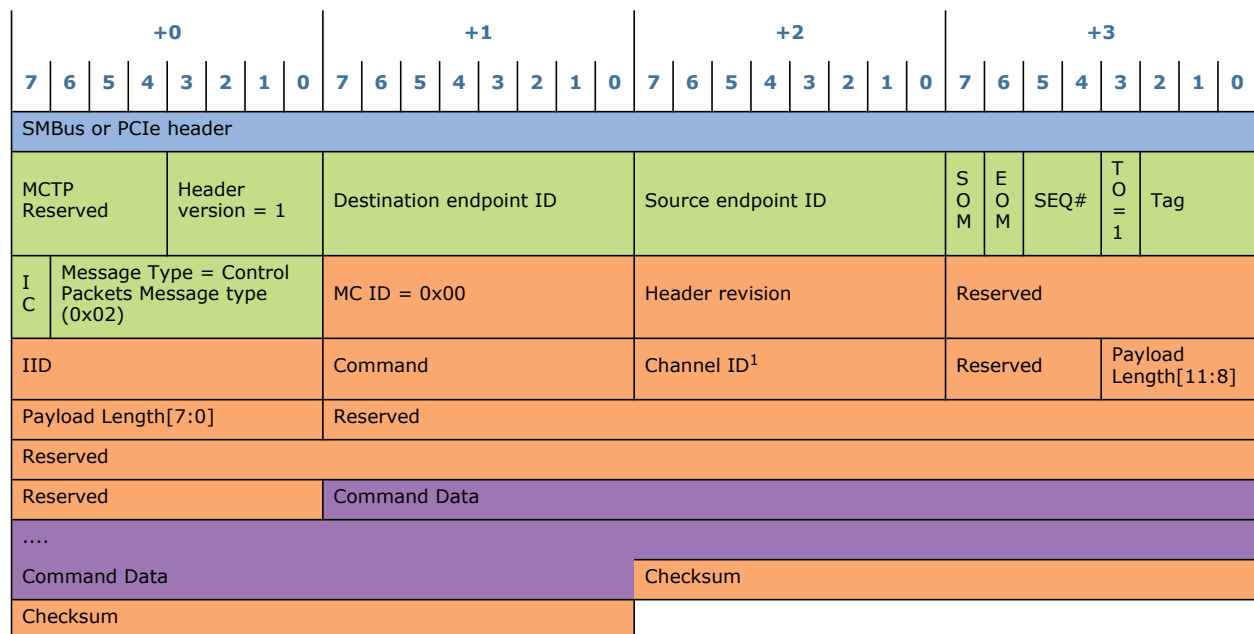 +0 +1 +2 +3
7 6 5 4 3 2 1 0 7 6 5 4 3 2 1 0 7 6 5 4 3 2 1 0 7 6 5 4 3 2 1 0
SMBus or PCIe header
MCTP
Reserved
Header
version = 1
Destination endpoint ID
Source endpoint ID
S
O
M
E
O
M
SEQ#
T
O
=
1
Tag
I
C
Message Type = Control
Packets Message type
(0x02)
MC ID = 0x00
Header revision
Reserved
IID
Command
Channel ID1
Reserved
Payload
Length[11:8]
Payload Length[7:0]
Reserved
Reserved
Reserved
Command Data
....
Command Data
Checksum
Checksum